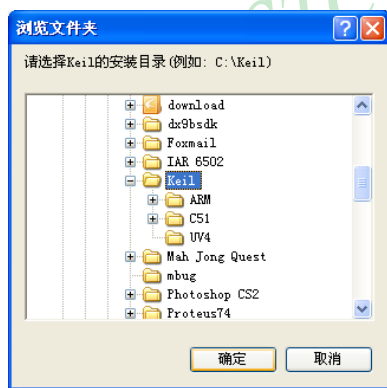 浏览文件夹
请选择Keil的安装目录(例如: C:\Keil)
download
dx9bsdk
Foxmail
IAR 6502
Keil
ARM
C51
UV4
Mah Jong Quest
mbug
Photoshop CS2
Proteus74
确定 取消